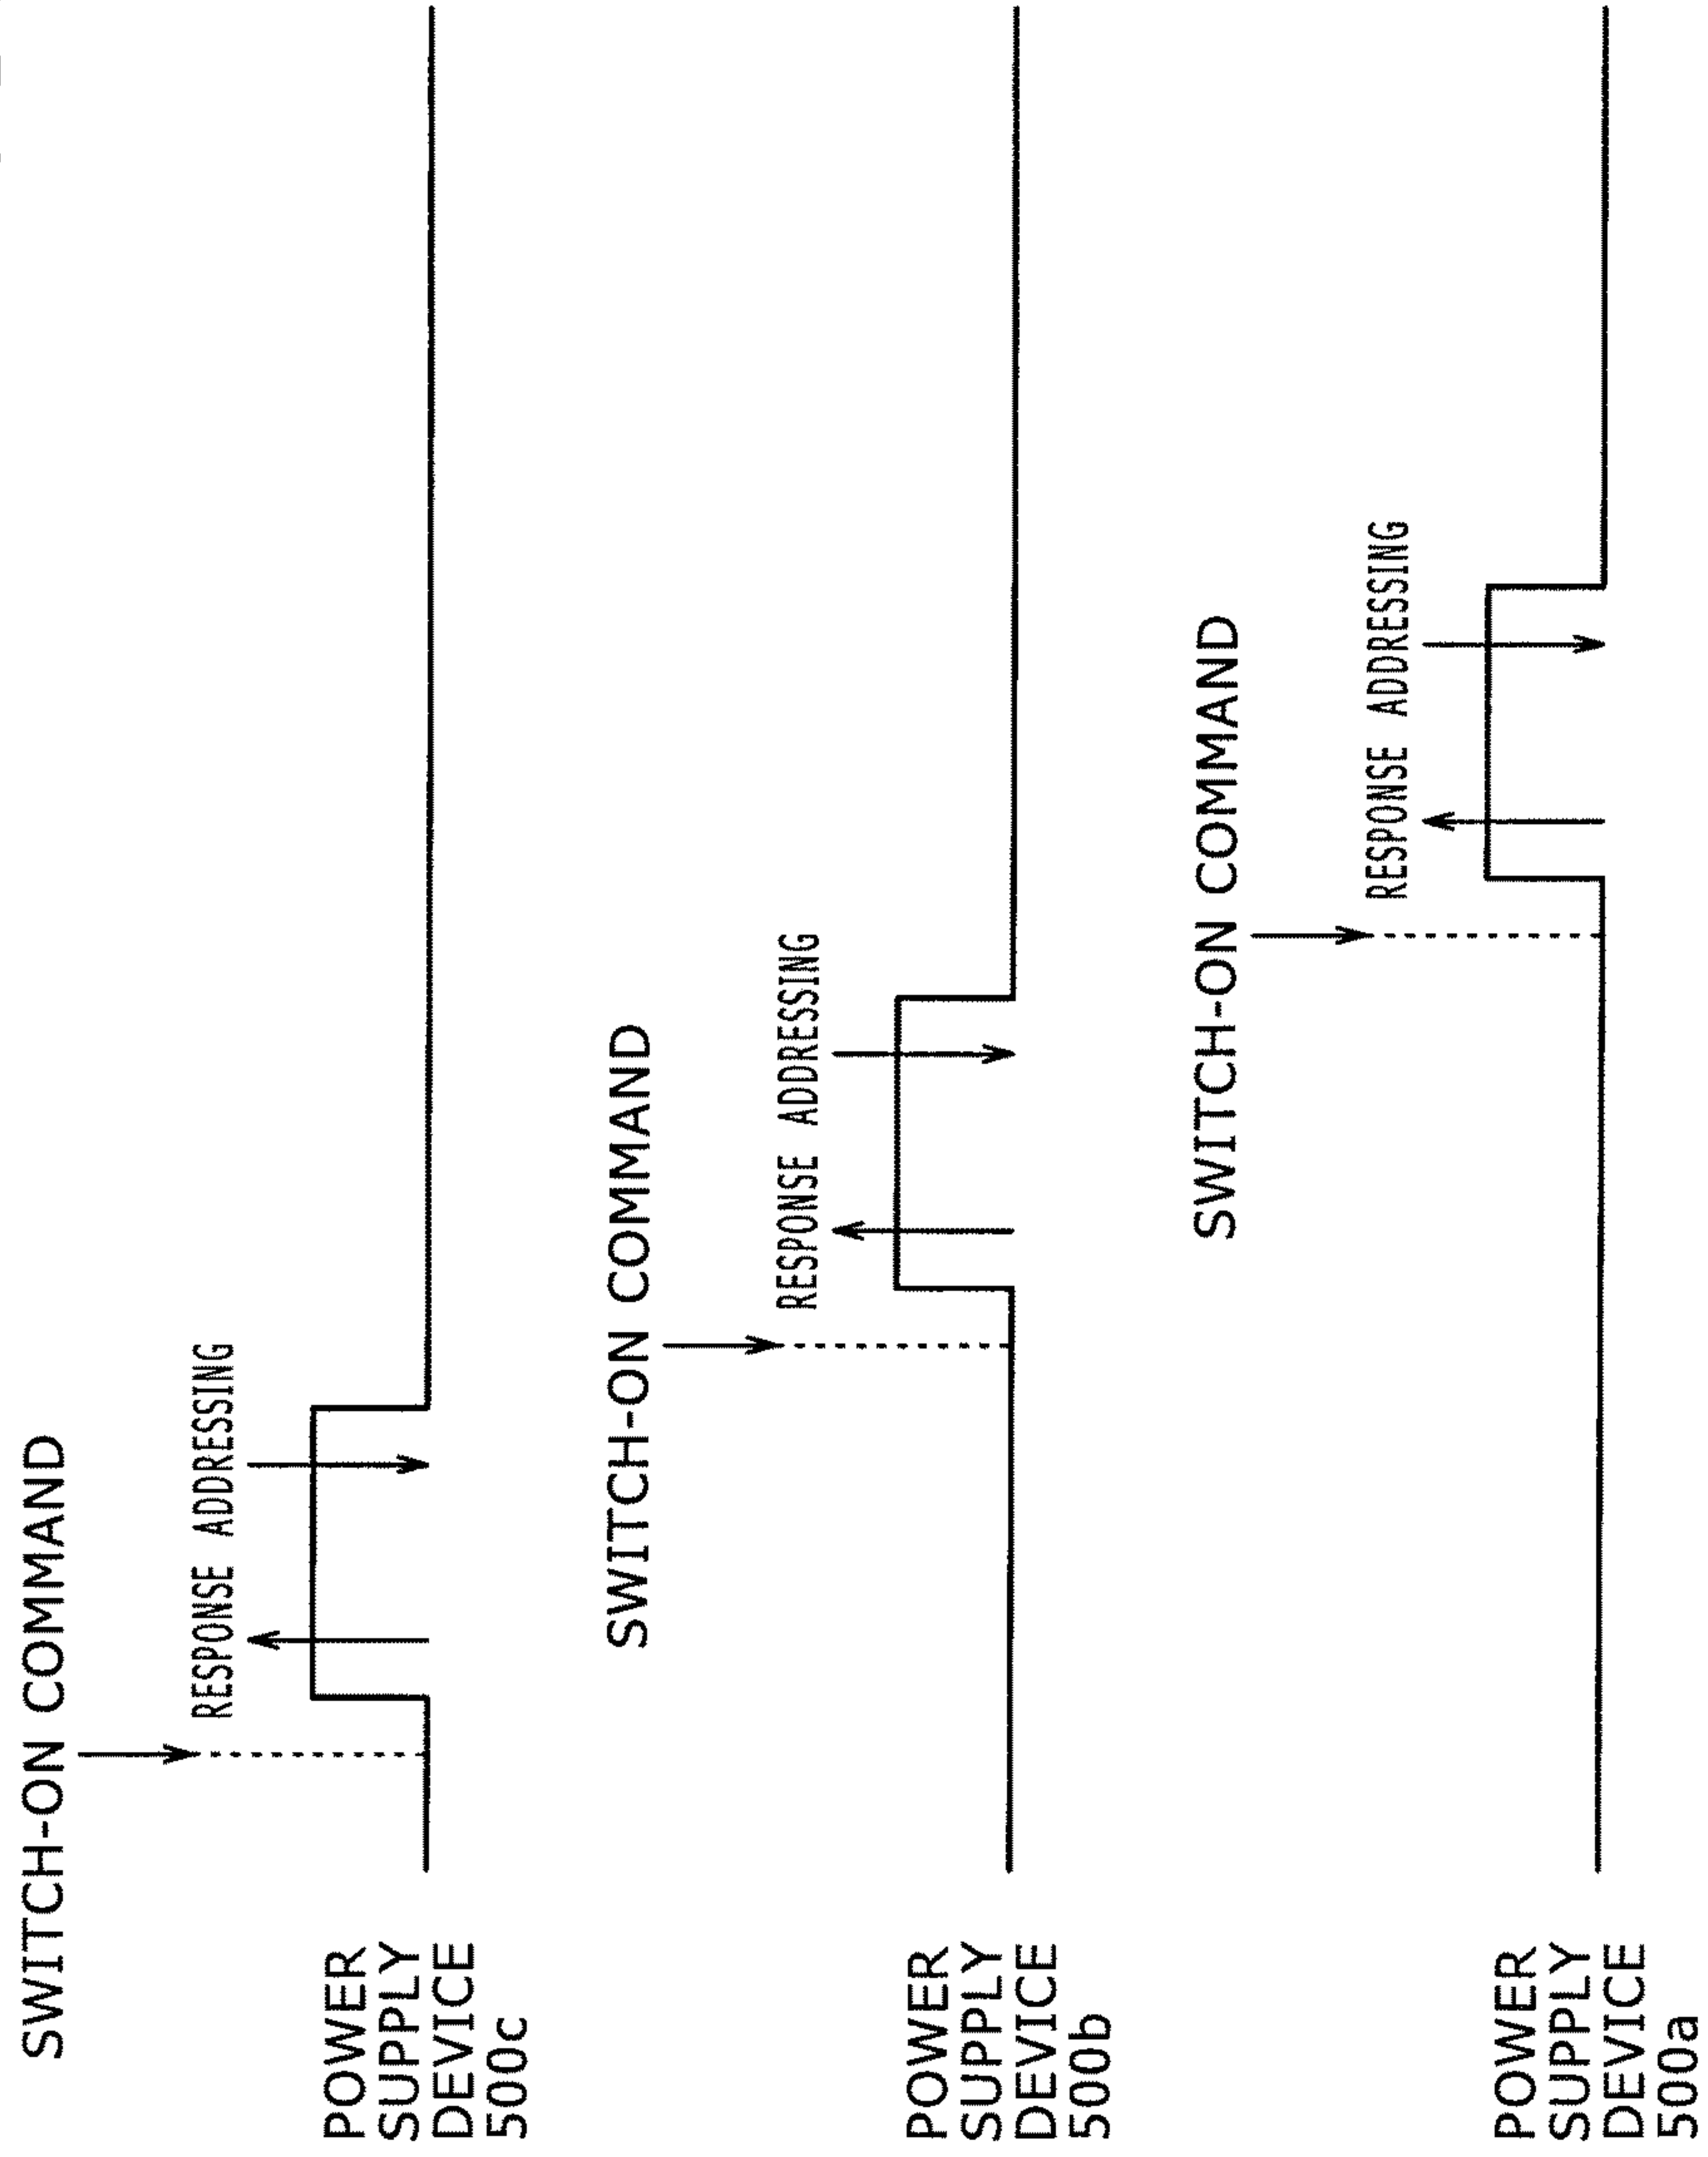 SWITCH-ON COMMAND
RESPONSE ADDRESSING
POWER
SUPPLY
DEVICE
500c
SWITCH-ON COMMAND
RESPONSE ADDRESSING
POWER
SUPPLY
DEVICE
500b
SWITCH-ON COMMAND
RESPONSE ADDRESSING
POWER
SUPPLY
DEVICE
500a